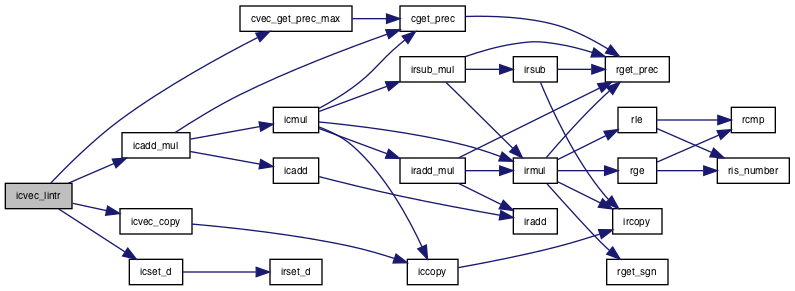 cvec_get_prec_max
cget_prec
irsub_mul
irsub
rget_prec
icmul
rle
rcmp
icadd_mul
icadd
iradd_mul
irmul
rge
ris_number
icvec_lintr
icvec_copy
iradd
ircopy
icset_d
irset_d
iccopy
rget_sgn